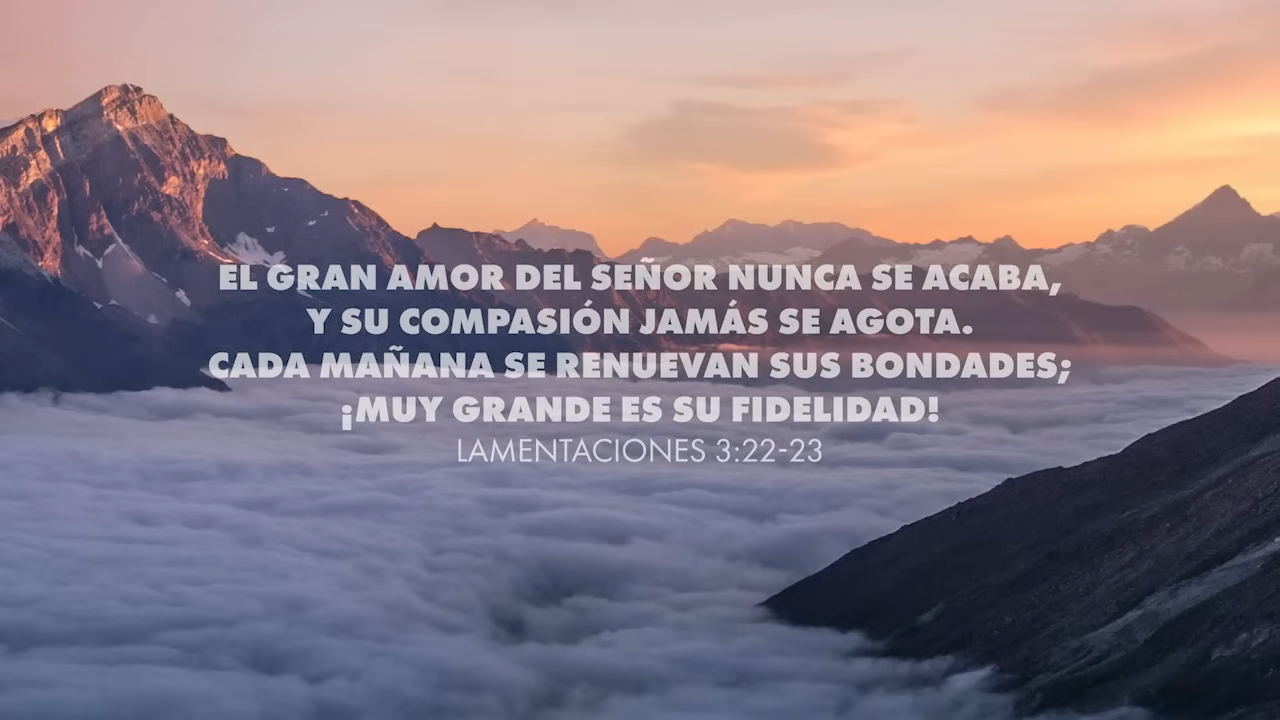 EL GRAN AMOR DEL SEÑOR NUNCA SE ACABA,
Y SU COMPASIÓN JAMÁS SE AGOTA.
CADA MAÑANA SE RENUEVAN SUS BONDADES;
¡MUY GRANDE ES SU FIDELIDAD!
LAMENTACIONES 3:22-23